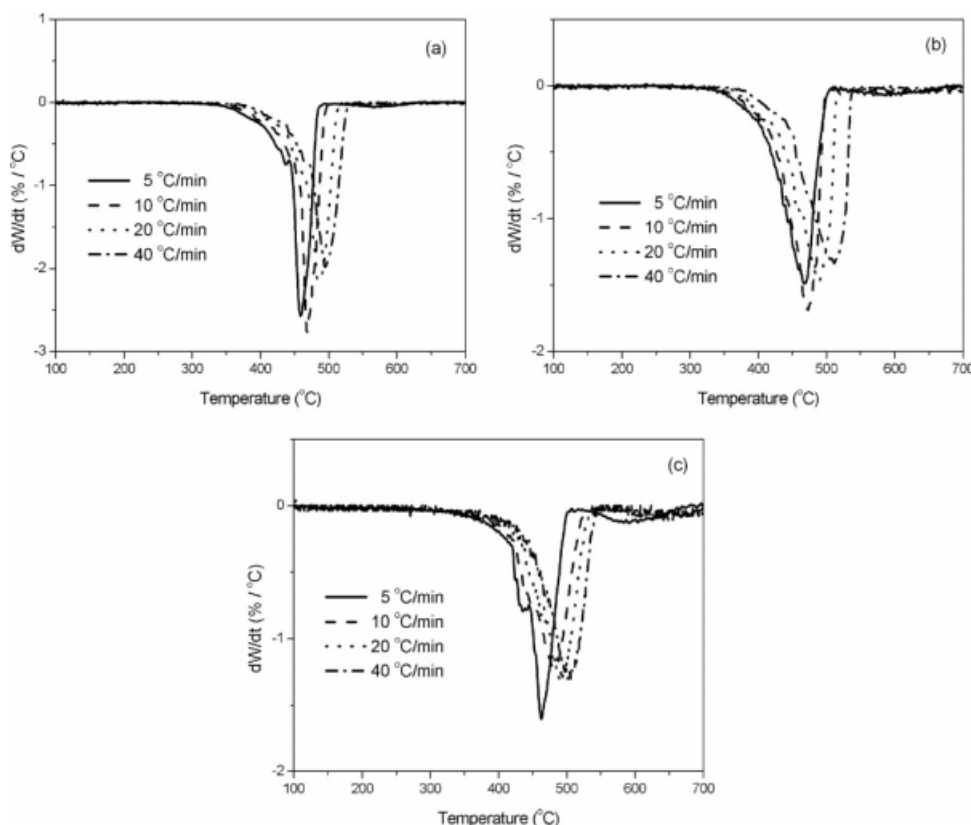 (a)
1
0
-1
-2
-3
dW/dt (% / °C)
5 °C/min
10 °C/min
20 °C/min
40 °C/min
100 200 300 400 500 600 700
Temperature (°C)
(b)
0
-1
-2
dW/dt (% / °C)
5 °C/min
10 °C/min
20 °C/min
40 °C/min
100 200 300 400 500 600 700
Temperature (°C)
(c)
0
-1
-2
dW/dt (% / °C)
5 °C/min
10 °C/min
20 °C/min
40 °C/min
100 200 300 400 500 600 700
Temperature (°C)